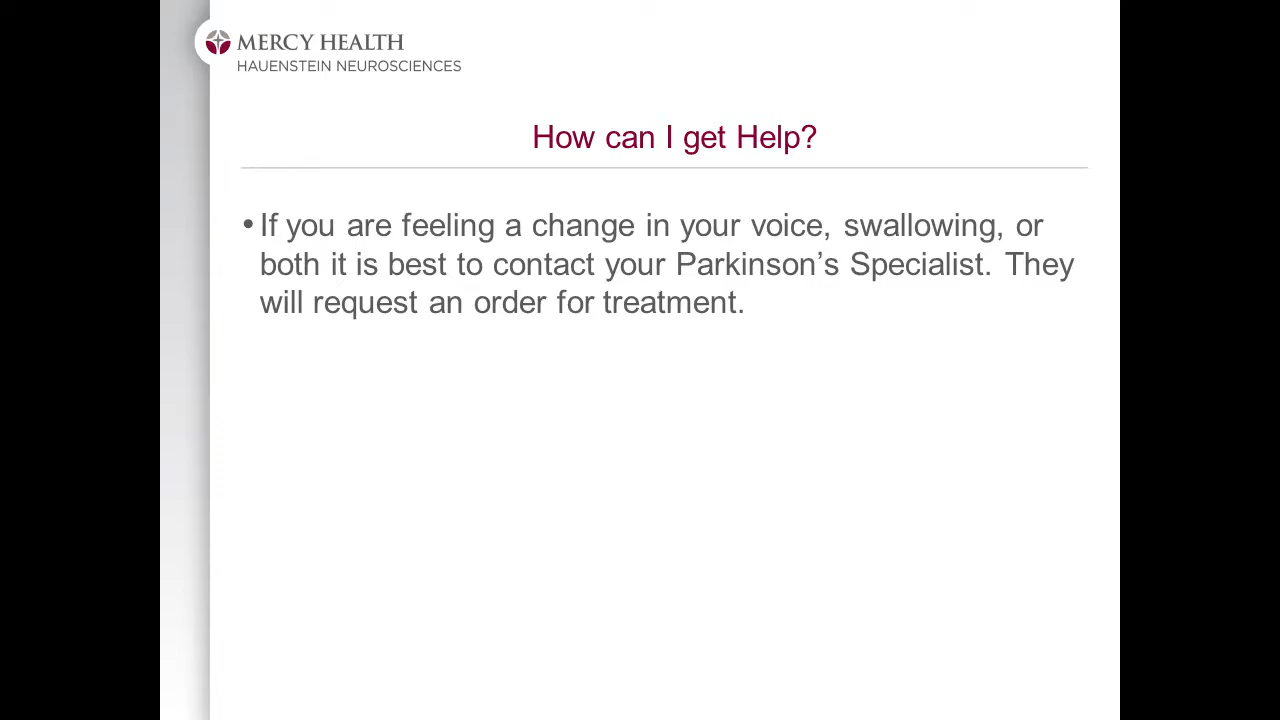 MERCY HEALTH
HAUENSTEIN NEUROSCIENCES
How can I get Help?
• If you are feeling a change in your voice, swallowing, or
both it is best to contact your Parkinson’s Specialist. They
will request an order for treatment.